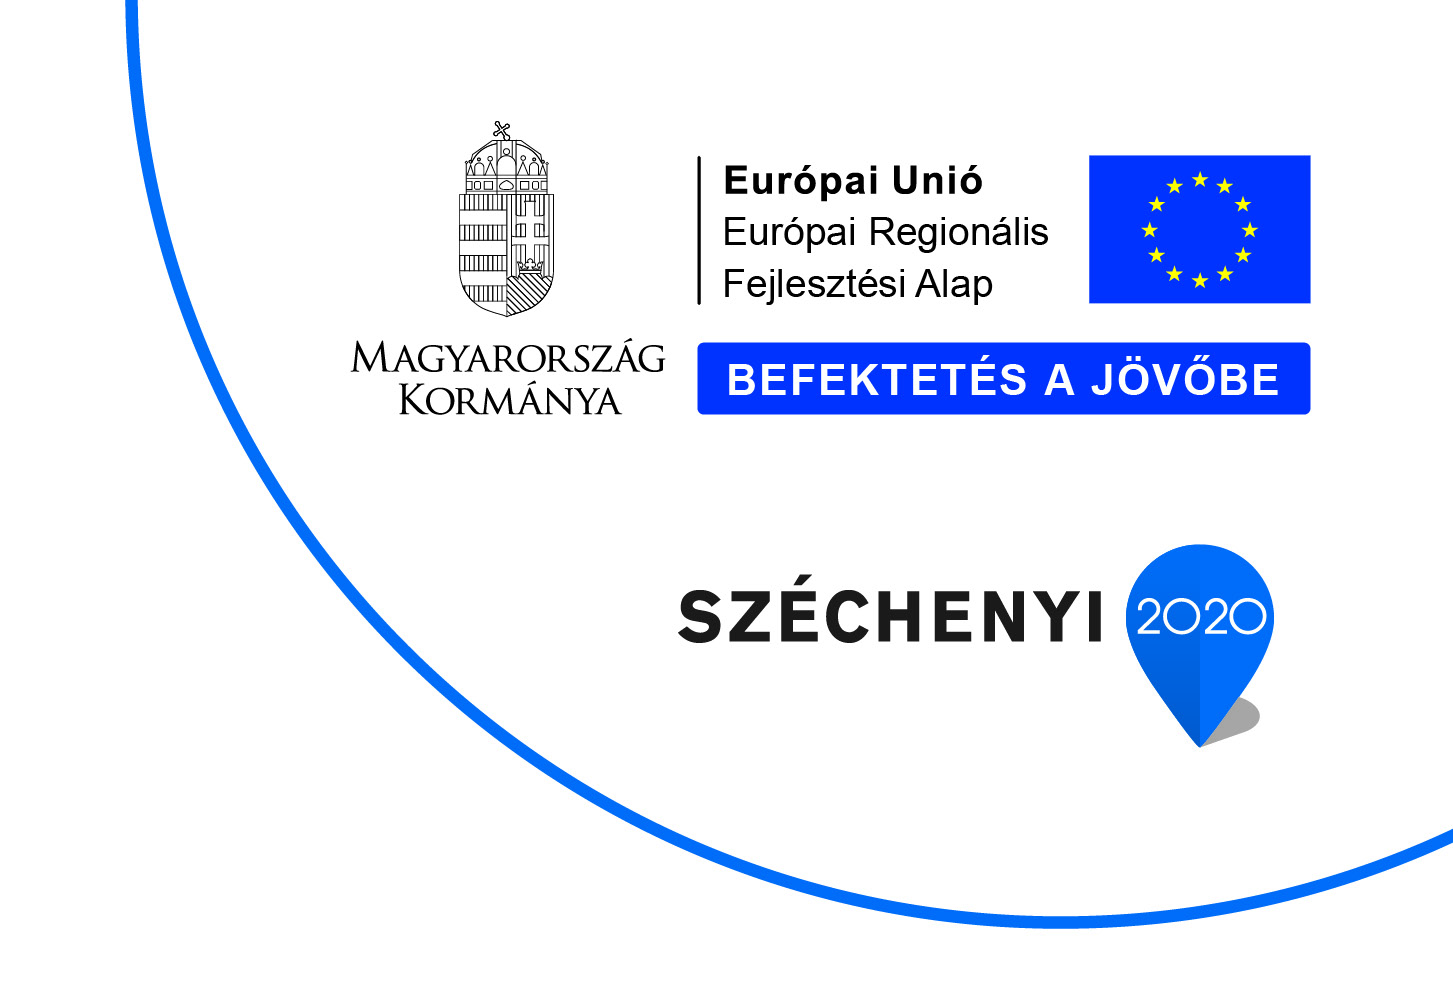 Európai Unió
Európai Regionális
Fejlesztési Alap
MAGYARORSZÁG
KORMÁNYA
BEFEKTETÉS A JÖVŐBE
SZÉCHENYI 2020